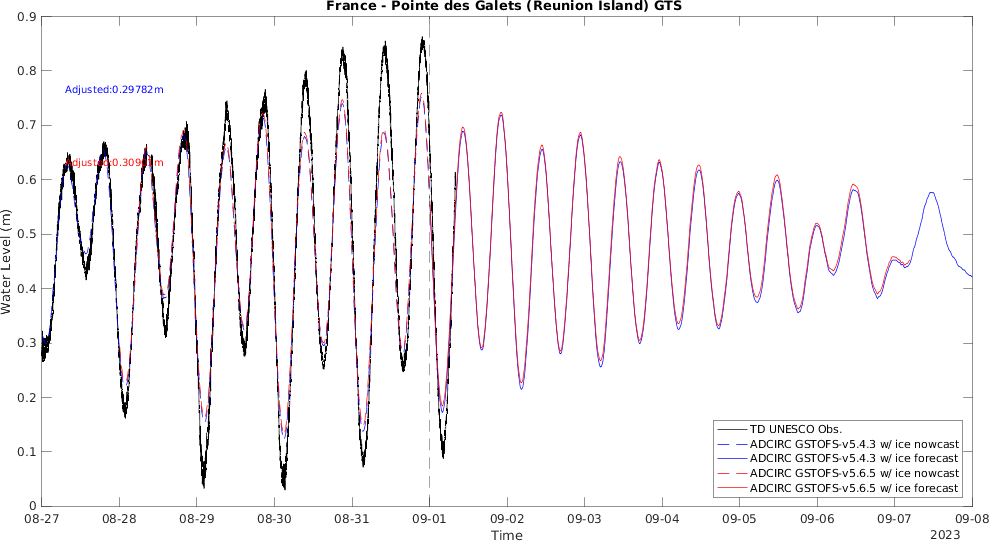 France - Pointe des Galets (Reunion Island) GTS
Water Level (m)
0.9
0.8
0.7
0.6
0.5
0.4
0.3
0.2
0.1
0
Adjusted:0.29782m
TD UNESCO Obs.
ADCIRC GSTOFS-v5.4.3 w/ ice nowcast
ADCIRC GSTOFS-v5.4.3 w/ ice forecast
ADCIRC GSTOFS-v5.6.5 w/ ice nowcast
ADCIRC GSTOFS-v5.6.5 w/ ice forecast
08-27 08-28 08-29 08-30 08-31 09-01 09-02 09-03 09-04 09-05 09-06 09-07 09-08
Time
2023